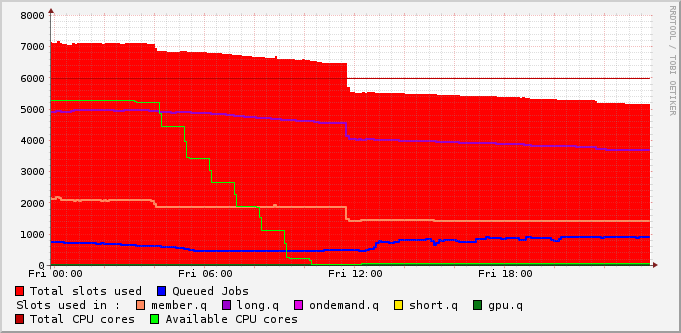 8000
7000
6000
5000
4000
3000
2000
1000
0
Fri 00:00 Fri 06:00 Fri 12:00 Fri 18:00
Total slots used Queued Jobs
Slots used in : member.q long.q ondemand.q short.q gpu.q
Total CPU cores Available CPU cores
RRDTOOL / TOBI OETIKER